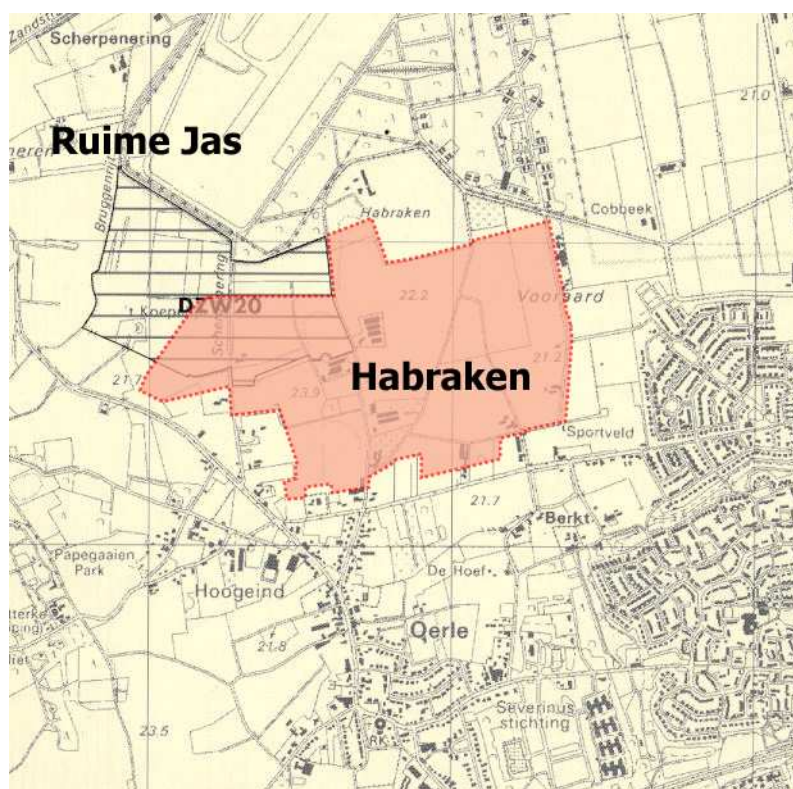 Scherpenering
Ruime Jas
21.0
Habraken
Cobbeek
22.2
Vooraard
DZW20
't Koepel
21.7
21.2
Habraken
23.9
Sportveld
21.7
Berkt
Papegaaien
Park
De Hoef
Hoogeind
Oerle
21.8
Severinus
stichting
23.5
RK